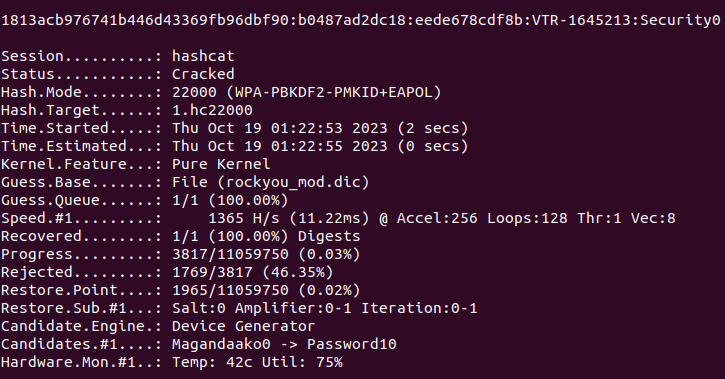 1813acb976741b446d43369fb96dbf90:b0487ad2dc18:eede678cdf8b:VTR-1645213:Security0
Session..........: hashcat
Status...........: Cracked
Hash.Mode........: 22000 (WPA-PBKDF2-PMKID+EAPOL)
Hash.Target......: 1.hc22000
Time.Started.....: Thu Oct 19 01:22:53 2023 (2 secs)
Time.Estimated...: Thu Oct 19 01:22:55 2023 (0 secs)
Kernel.Feature...: Pure Kernel
Guess.Base.......: File (rockyou_mod.dic)
Guess.Queue......: 1/1 (100.00%)
Speed.#1.........:     1365 H/s (11.22ms) @ Accel:256 Loops:128 Thr:1 Vec:8
Recovered........: 1/1 (100.00%) Digests
Progress.........: 3817/11059750 (0.03%)
Rejected.........: 1769/3817 (46.35%)
Restore.Point....: 1965/11059750 (0.02%)
Restore.Sub.#1...: Salt:0 Amplifier:0-1 Iteration:0-1
Candidate.Engine.: Device Generator
Candidates.#1....: Magandaako0 -> Password10
Hardware.Mon.#1..: Temp: 42c Util: 75%